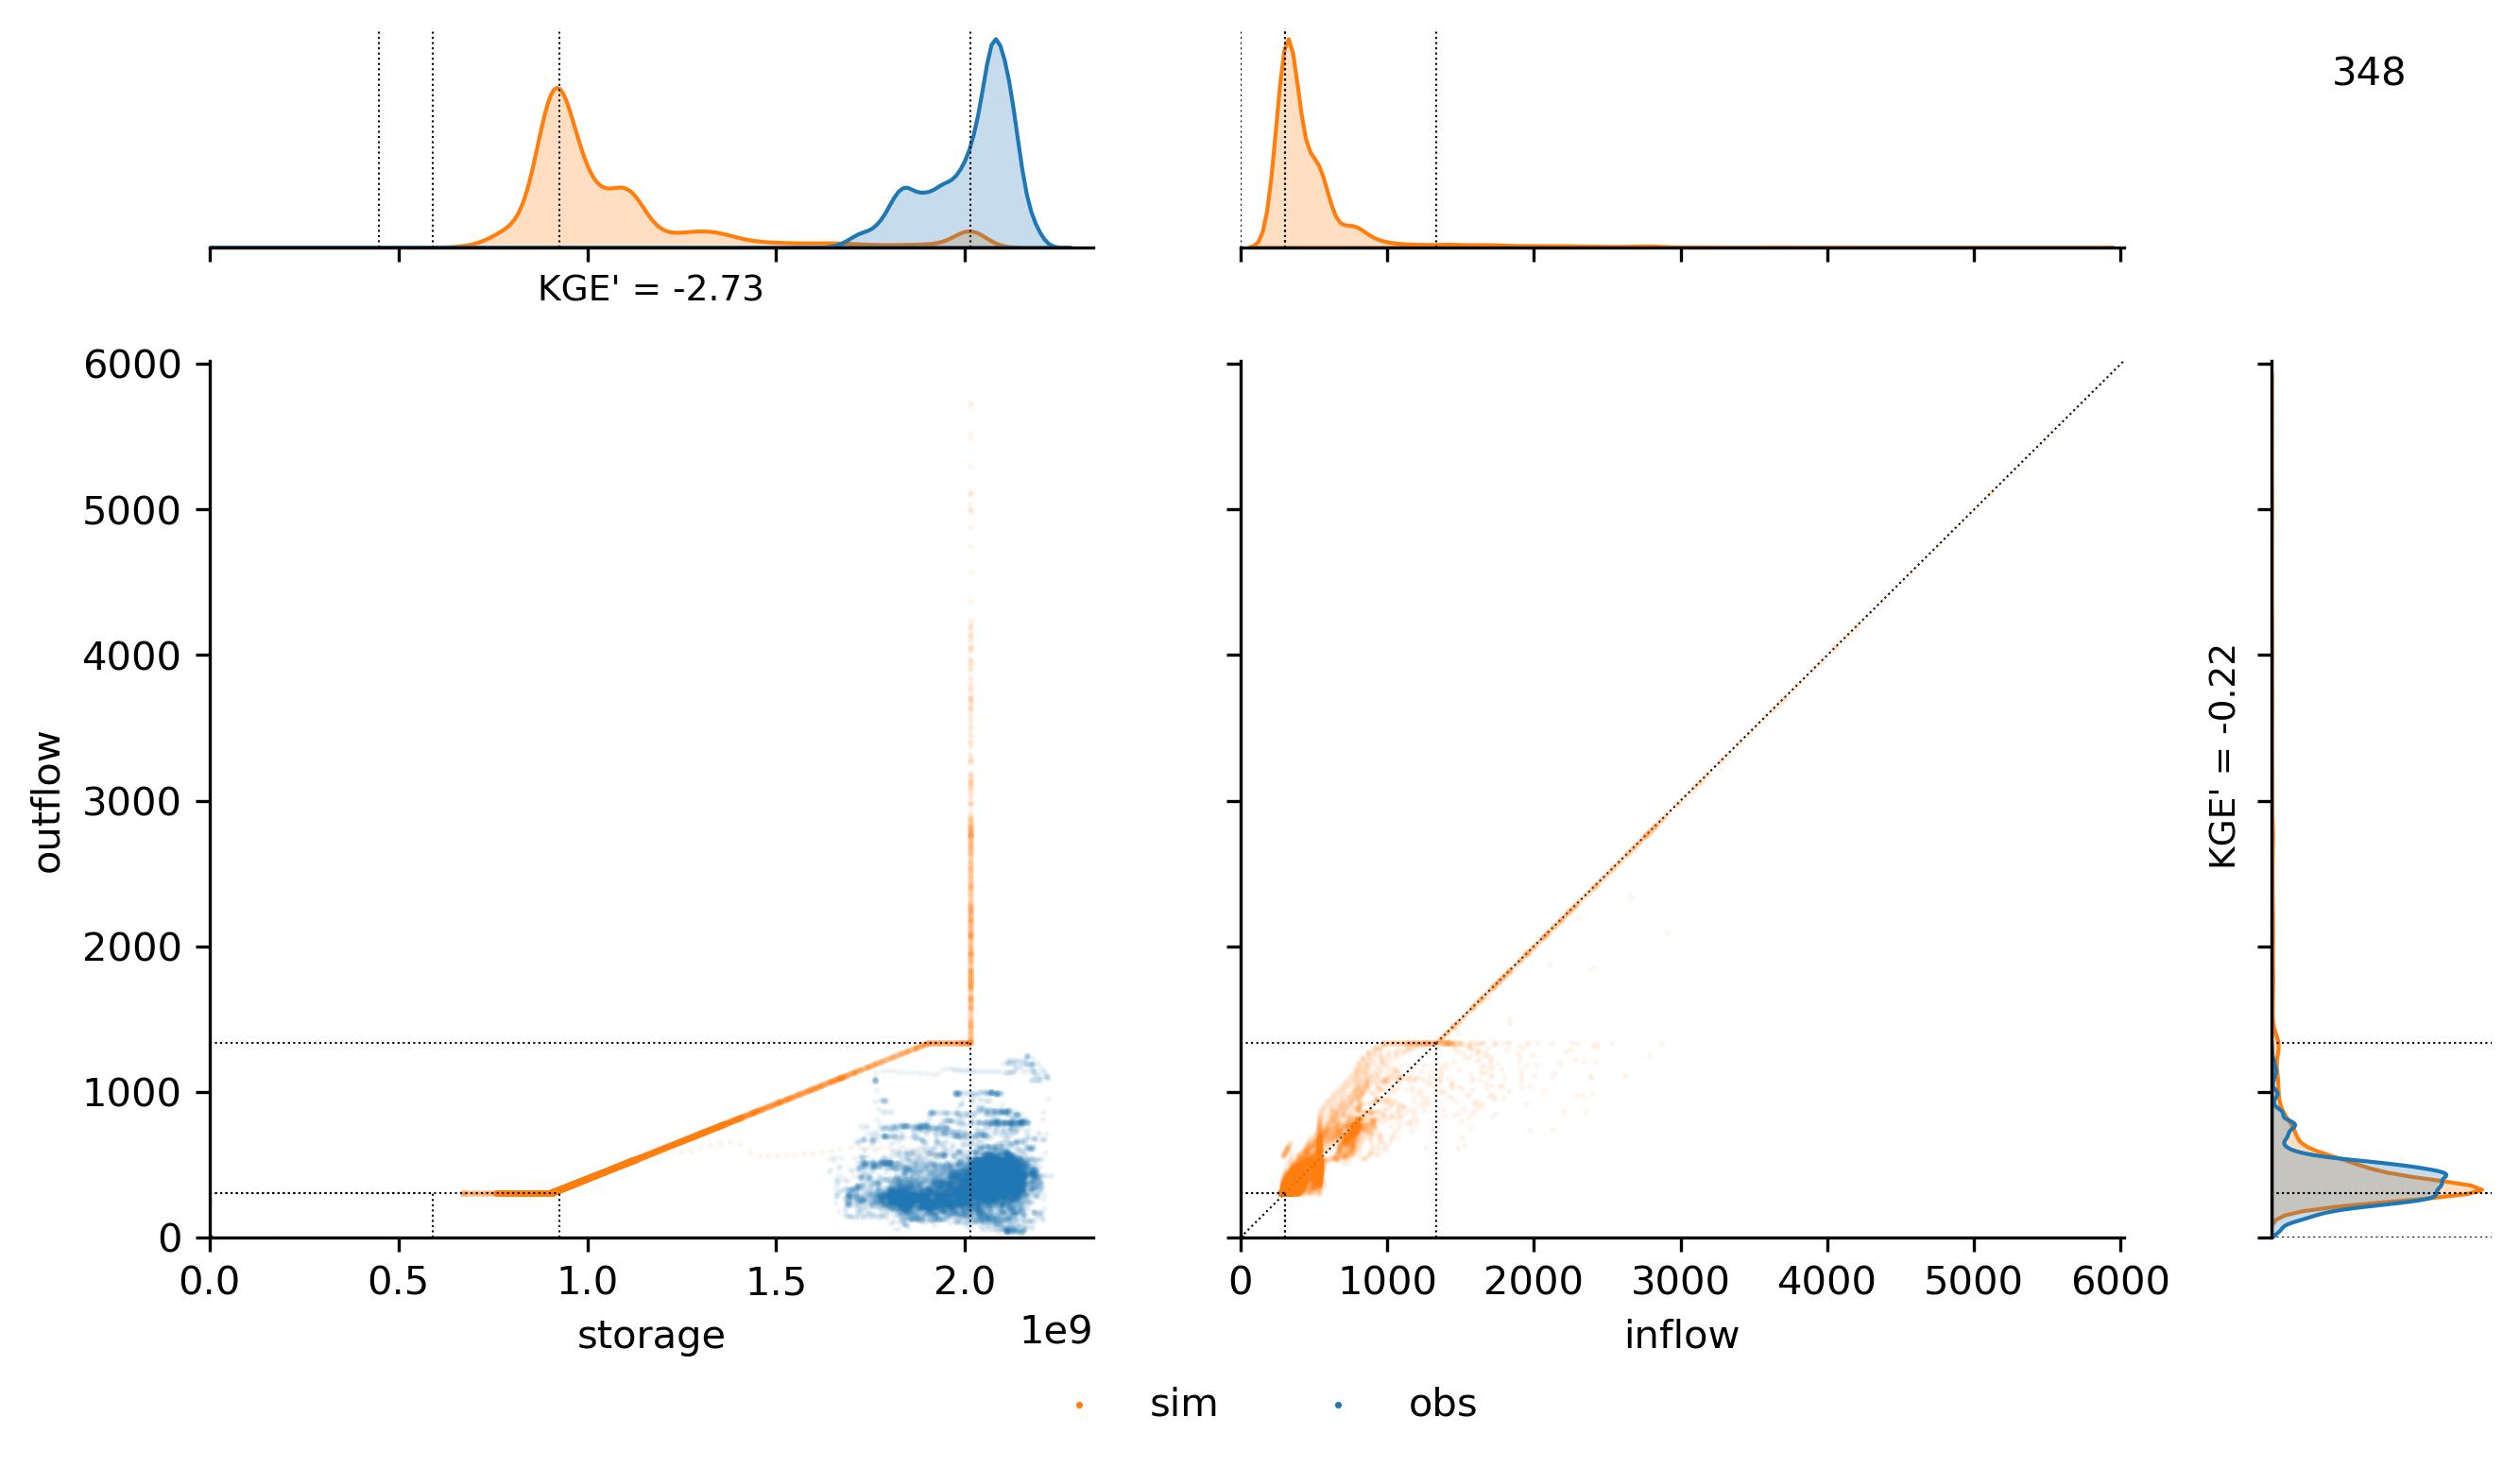 348
KGE' = -2.73
6000
5000
4000
3000
2000
1000
0
outflow
KGE' = -0.22
0.0 0.5 1.0 1.5 2.0
0 1000 2000 3000 4000 5000 6000
1e9
storage
inflow
sim obs